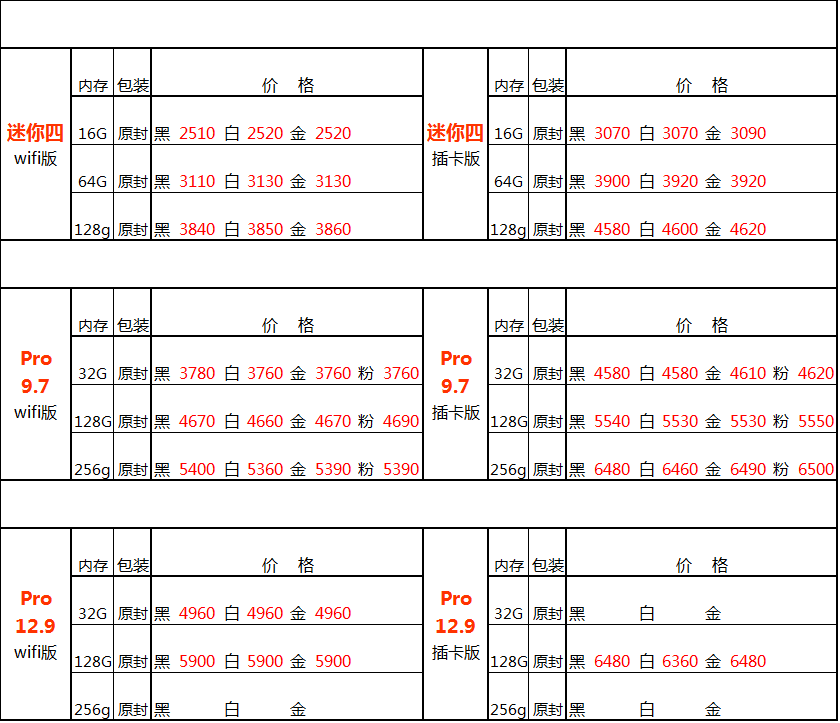 内存 包装 价 格 内存 包装 价 格
迷你四 16G 原封 黑 2510 白 2520 金 2520 迷你四 16G 原封 黑 3070 白 3070 金 3090
wifi版 插卡版
64G 原封 黑 3110 白 3130 金 3130 64G 原封 黑 3900 白 3920 金 3920
128g 原封 黑 3840 白 3850 金 3860 128g 原封 黑 4580 白 4600 金 4620
内存 包装 价 格 内存 包装 价 格
Pro Pro
32G 原封 黑 3780 白 3760 金 3760 粉 3760 32G 原封 黑 4580 白 4580 金 4610 粉 4620
9.7 9.7
wifi版 插卡版
128G 原封 黑 4670 白 4660 金 4670 粉 4690 128G 原封 黑 5540 白 5530 金 5530 粉 5550
256g 原封 黑 5400 白 5360 金 5390 粉 5390 256g 原封 黑 6480 白 6460 金 6490 粉 6500
内存 包装 价 格 内存 包装 价 格
Pro Pro
32G 原封 黑 4960 白 4960 金 4960 32G 原封 黑 白 金
12.9 12.9
wifi版 插卡版
128G 原封 黑 5900 白 5900 金 5900 128G 原封 黑 6480 白 6360 金 6480
256g 原封 黑 白 金 256g 原封 黑 白 金